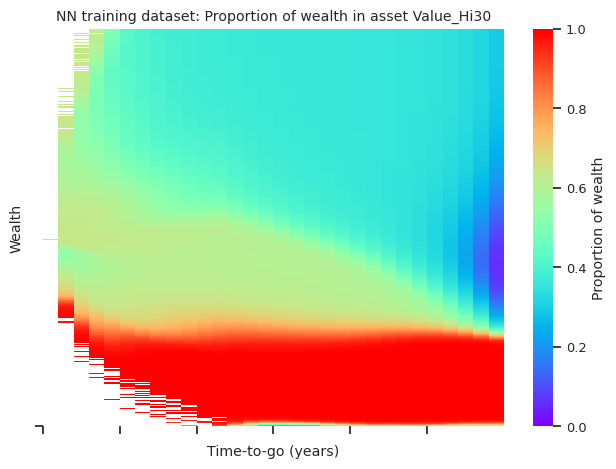 NN training dataset: Proportion of wealth in asset Value_Hi30
Wealth
Time-to-go (years)
1.0
0.8
0.6
0.4
0.2
0.0
Proportion of wealth